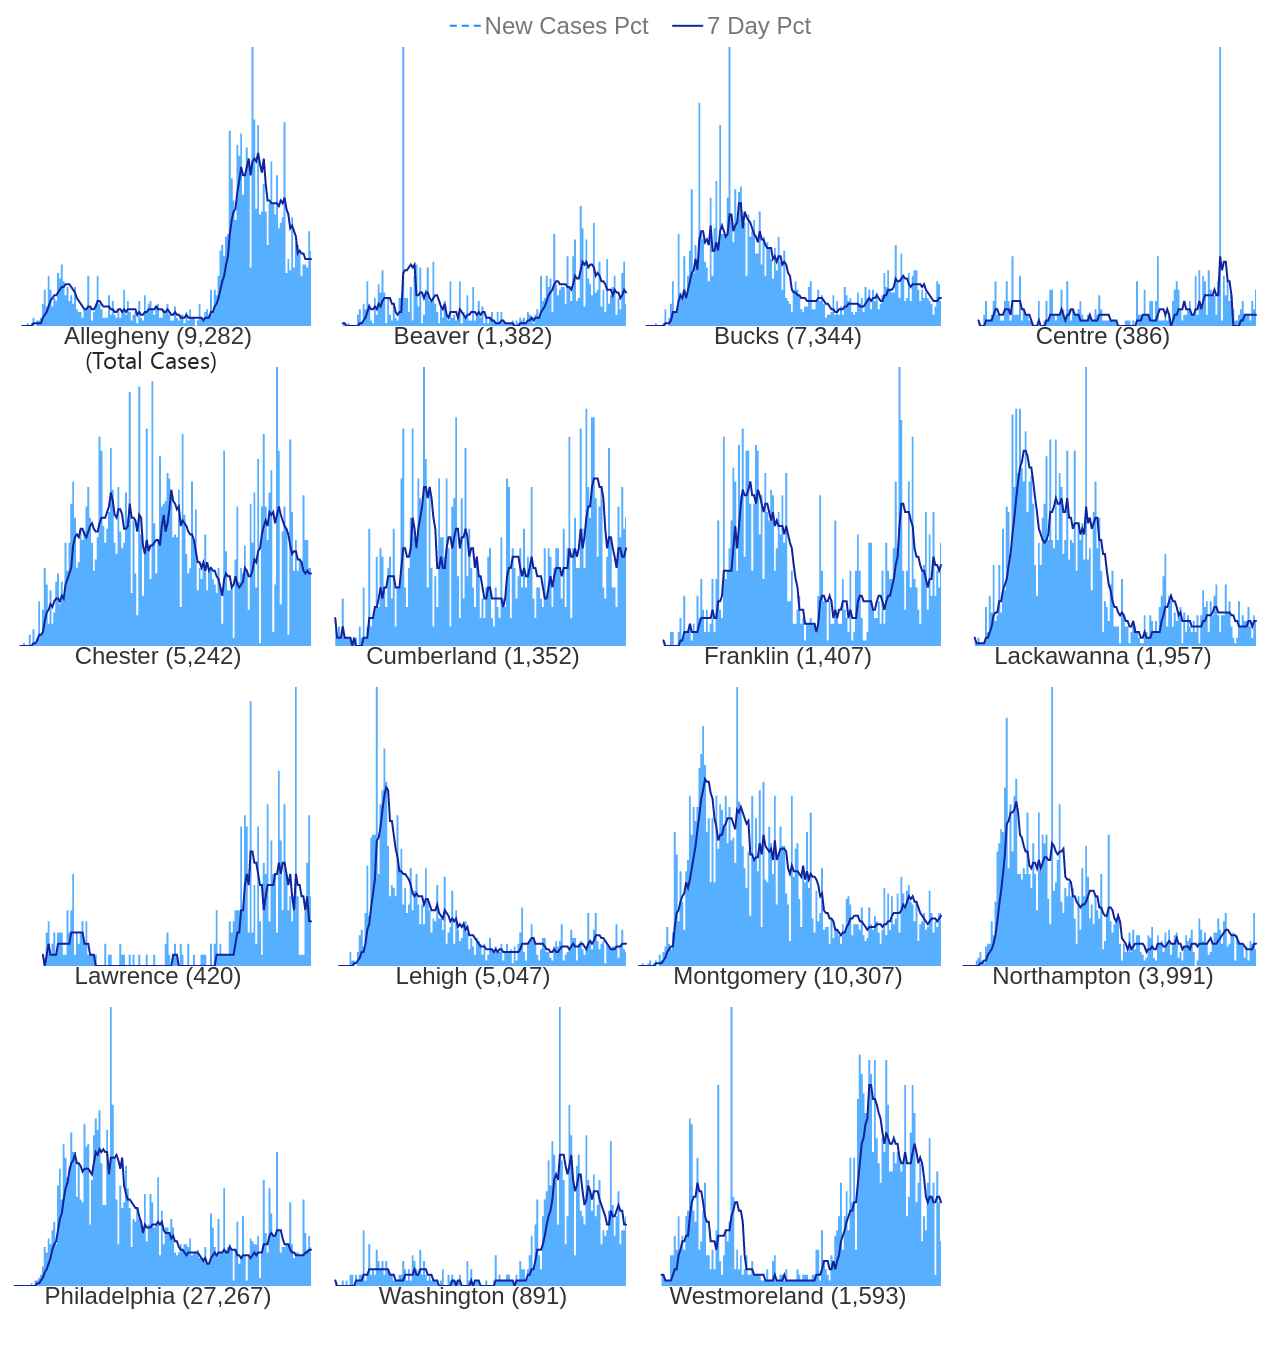 New Cases Pct 7 Day Pct
Allegheny (9,282) Beaver (1,382) Bucks (7,344) Centre (386)
(Total Cases)
Chester (5,242) Cumberland (1,352) Franklin (1,407) Lackawanna (1,957)
Lawrence (420) Lehigh (5,047) Montgomery (10,307) Northampton (3,991)
Philadelphia (27,267) Washington (891) Westmoreland (1,593)